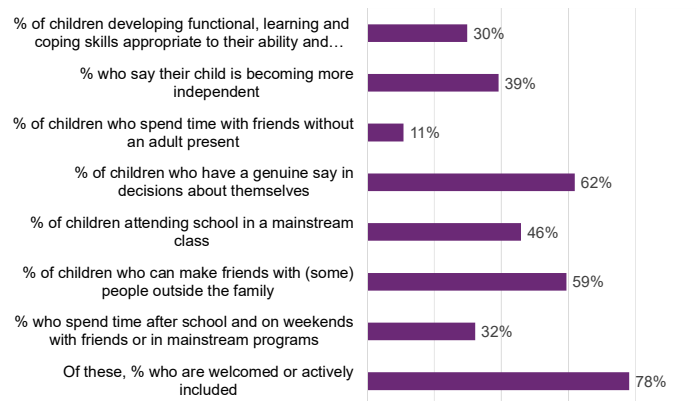 % of children developing functional, learning and
coping skills appropriate to their ability and…
30%
% who say their child is becoming more
independent
39%
% of children who spend time with friends without
an adult present
11%
% of children who have a genuine say in
decisions about themselves
62%
% of children attending school in a mainstream
class
46%
% of children who can make friends with (some)
people outside the family
59%
% who spend time after school and on weekends
with friends or in mainstream programs
32%
Of these, % who are welcomed or actively
included
78%